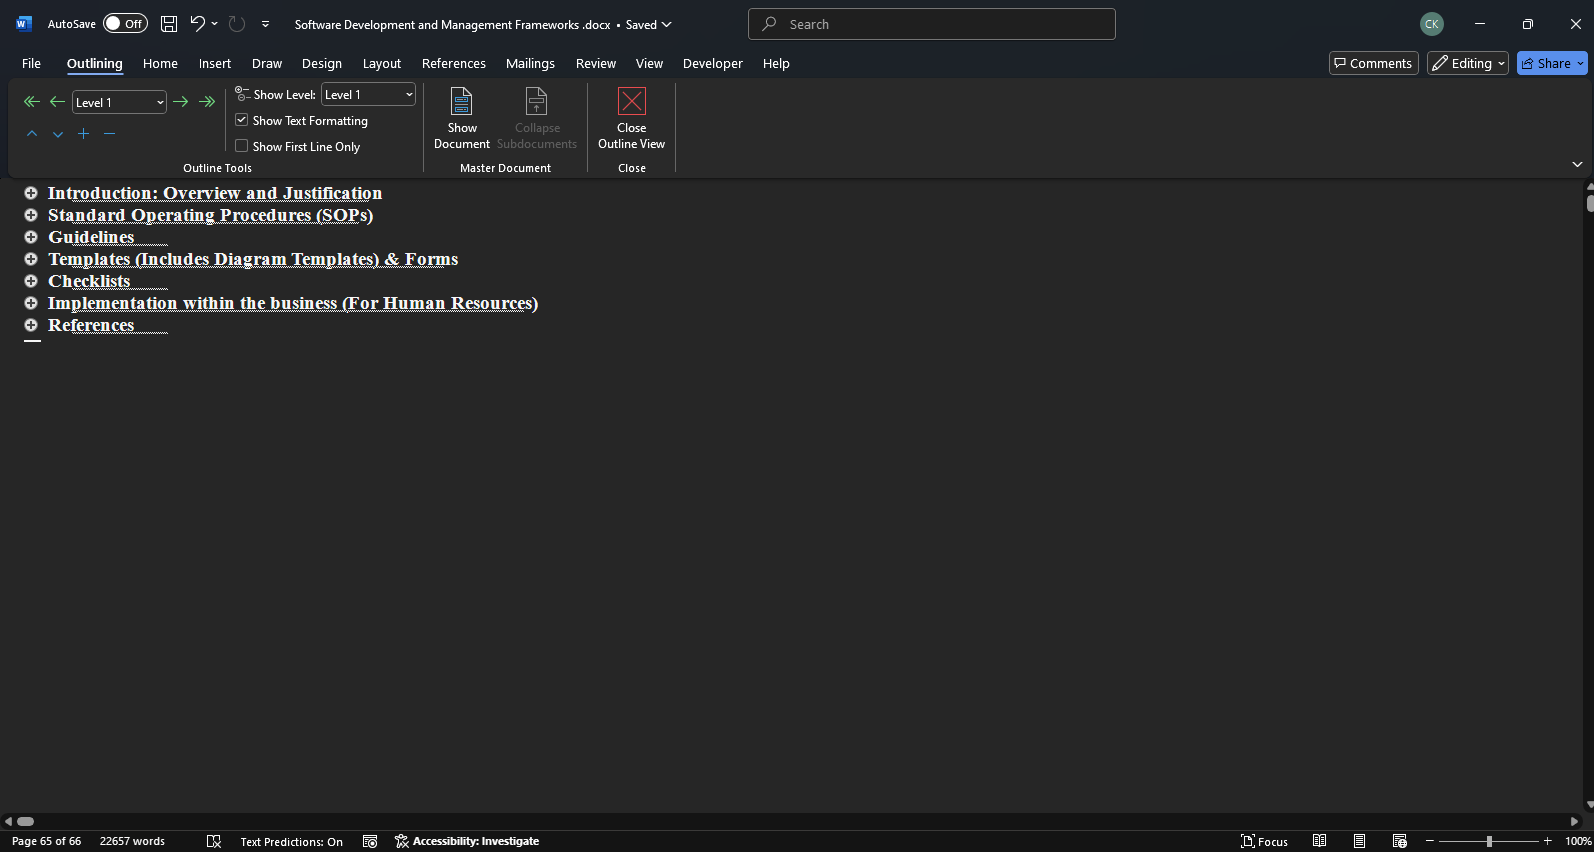 AutoSave Off Software Development and Management Frameworks .docx • Saved Search CK
File Outlining Home Insert Draw Design Layout References Mailings Review View Developer Help Comments Editing Share
Level 1 Show Level: Level 1
Show Text Formatting
Show First Line Only
Outline Tools
Show Document
Collapse Subdocuments
Master Document
Close Outline View
Close
Introduction: Overview and Justification
Standard Operating Procedures (SOPs)
Guidelines
Templates (Includes Diagram Templates) & Forms
Checklists
Implementation within the business (For Human Resources)
References
Page 65 of 66 22657 words Text Predictions: On Accessibility: Investigate Focus 100%